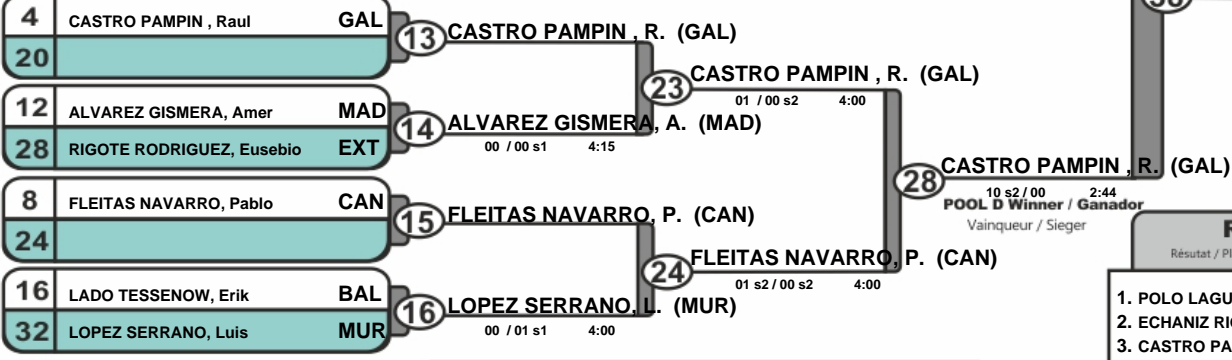 4 CASTRO PAMPIN , Raul GAL
20
13 CASTRO PAMPIN , R. (GAL)
12 ALVAREZ GISMERA, Amer MAD
28 RIGOTE RODRIGUEZ, Eusebio EXT
14 ALVAREZ GISMERA, A. (MAD)
00 / 00 s1 4:15
23 CASTRO PAMPIN , R. (GAL)
01 / 00 s2 4:00
8 FLEITAS NAVARRO, Pablo CAN
24
15 FLEITAS NAVARRO, P. (CAN)
16 LADO TESSENOW, Erik BAL
32 LOPEZ SERRANO, Luis MUR
16 LOPEZ SERRANO, L. (MUR)
00 / 01 s1 4:00
24 FLEITAS NAVARRO, P. (CAN)
01 s2 / 00 s2 4:00
28 CASTRO PAMPIN , R. (GAL)
10 s2 / 00 2:44
POOL D Winner / Ganador
Vainqueur / Sieger
Résutat / Pl
1. POLO LAGU
2. ECHANIZ RI
3. CASTRO PA